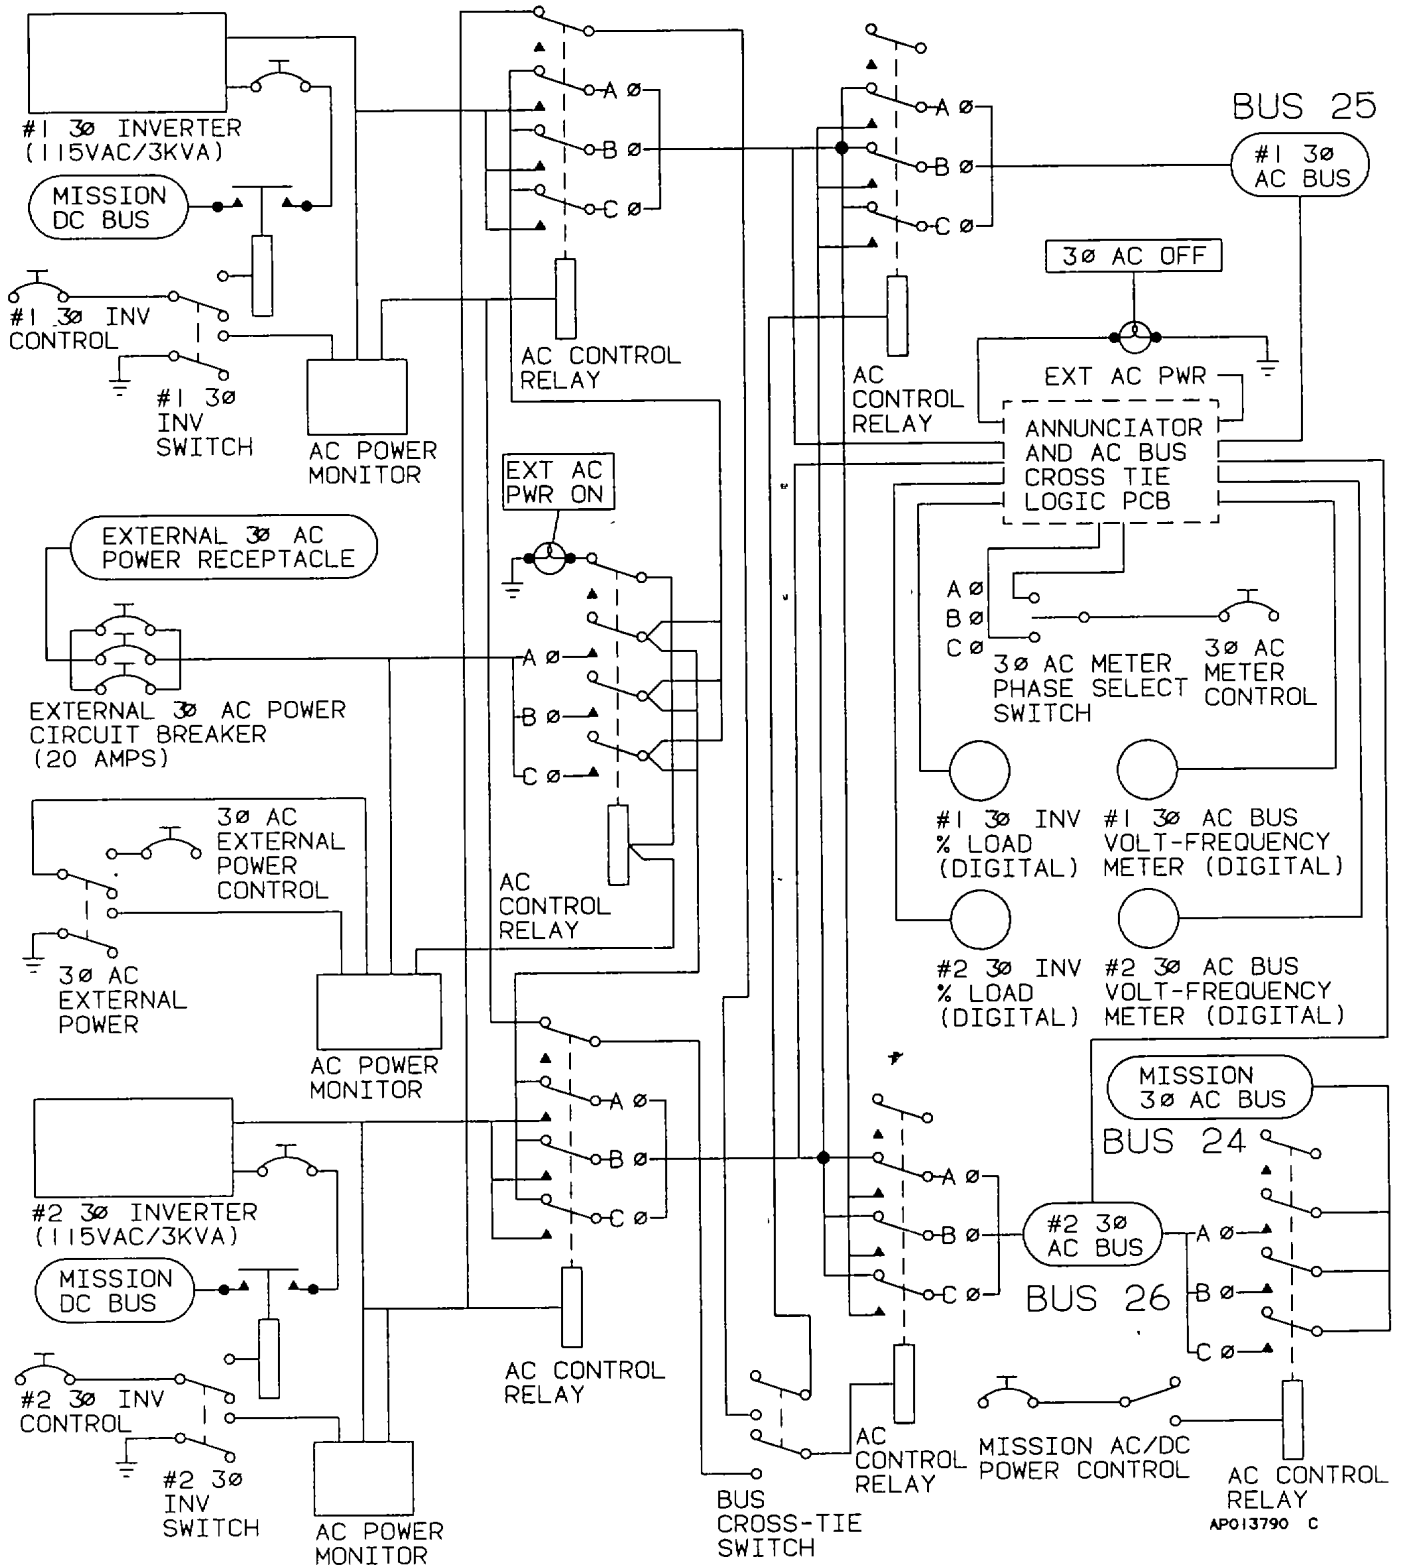 #1 3Ø INVERTER
(115VAC/3KVA)
MISSION
DC BUS
#1 3Ø INV
CONTROL
#1 3Ø
INV
SWITCH
AC POWER
MONITOR
A Ø
B Ø
C Ø
AC CONTROL
RELAY
A Ø
B Ø
C Ø
AC
CONTROL
RELAY
BUS 25
#1 3Ø
AC BUS
3Ø AC OFF
EXT AC PWR
ANNUNCIATOR
AND AC BUS
CROSS TIE
LOGIC PCB
EXT AC
PWR ON
EXTERNAL 3Ø AC
POWER RECEPTACLE
EXTERNAL 3Ø AC POWER
CIRCUIT BREAKER
(20 AMPS)
A Ø
B Ø
C Ø
AC
CONTROL
RELAY
A Ø
B Ø
C Ø
3Ø AC METER
PHASE SELECT
SWITCH
3Ø AC
METER
CONTROL
#1 3Ø INV
% LOAD
(DIGITAL)
#1 3Ø AC BUS
VOLT-FREQUENCY
METER (DIGITAL)
#2 3Ø INV
% LOAD
(DIGITAL)
#2 3Ø AC BUS
VOLT-FREQUENCY
METER (DIGITAL)
3Ø AC
EXTERNAL
POWER
CONTROL
3Ø AC
EXTERNAL
POWER
AC POWER
MONITOR
#2 3Ø INVERTER
(115VAC/3KVA)
MISSION
DC BUS
#2 3Ø INV
CONTROL
#2 3Ø
INV
SWITCH
AC POWER
MONITOR
A Ø
B Ø
C Ø
AC CONTROL
RELAY
BUS
CROSS-TIE
SWITCH
A Ø
B Ø
C Ø
AC
CONTROL
RELAY
#2 3Ø
AC BUS
BUS 26
MISSION
3Ø AC BUS
BUS 24
A Ø
B Ø
C Ø
MISSION AC/DC
POWER CONTROL
AC CONTROL
RELAY
AP013790 C